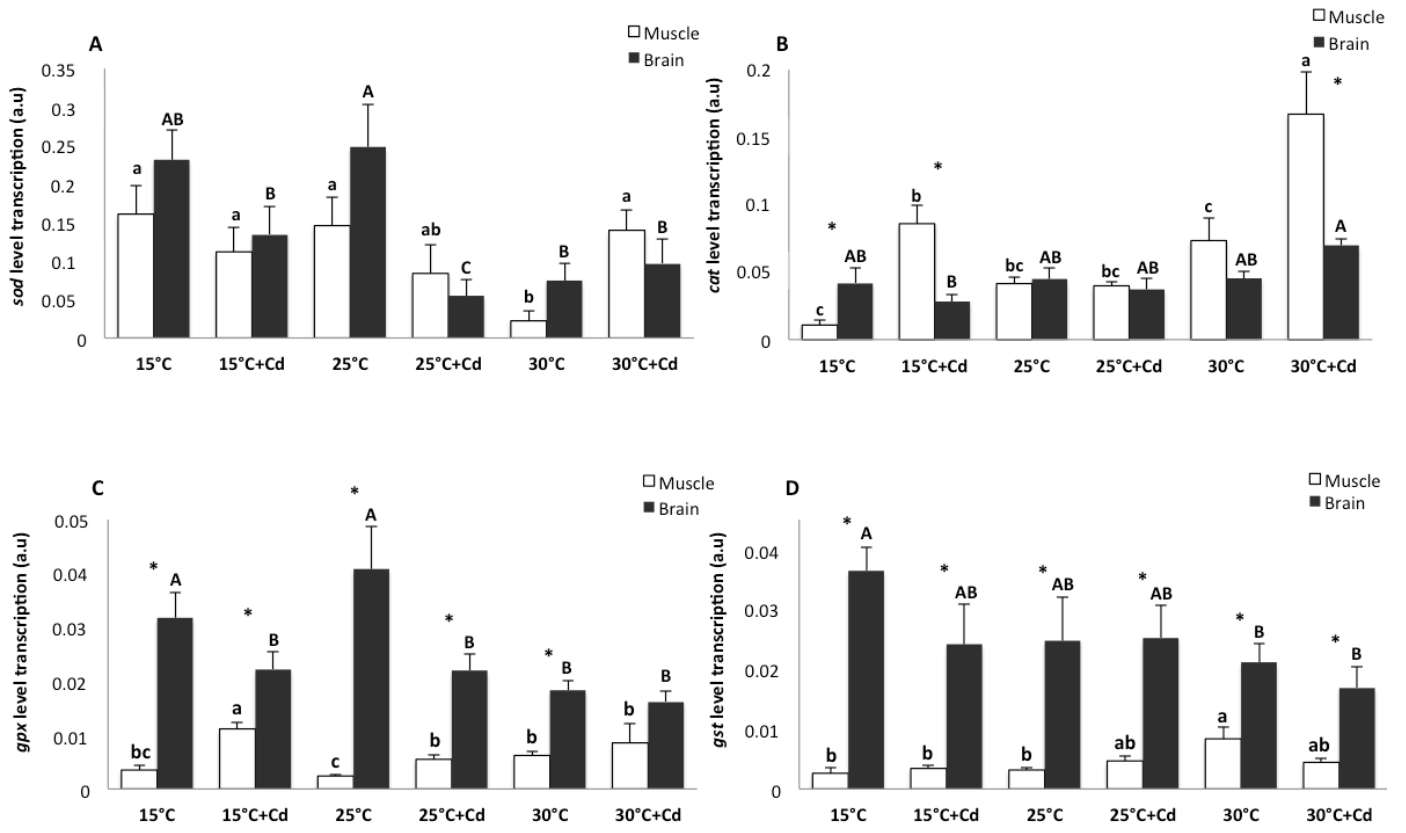 A
Muscle
Brain
sod level transcription (a.u)
0.35
0.3
0.25
0.2
0.15
0.1
0.05
0
a
AB
a
B
a
A
ab
C
b
B
a
B
15°C
15°C+Cd
25°C
25°C+Cd
30°C
30°C+Cd
B
Muscle
Brain
cat level transcription (a.u)
0.2
0.15
0.1
0.05
0
*
c
AB
*
b
B
bc
AB
bc
AB
c
AB
a
*
A
15°C
15°C+Cd
25°C
25°C+Cd
30°C
30°C+Cd
C
Muscle
Brain
gpx level transcription (a.u)
0.05
0.04
0.03
0.02
0.01
0
*
bc
A
*
a
B
*
c
A
*
b
B
*
b
B
b
B
15°C
15°C+Cd
25°C
25°C+Cd
30°C
30°C+Cd
D
Muscle
Brain
gst level transcription (a.u)
0.04
0.03
0.02
0.01
0
*
b
A
*
b
AB
*
b
AB
*
ab
AB
*
a
B
*
ab
B
15°C
15°C+Cd
25°C
25°C+Cd
30°C
30°C+Cd